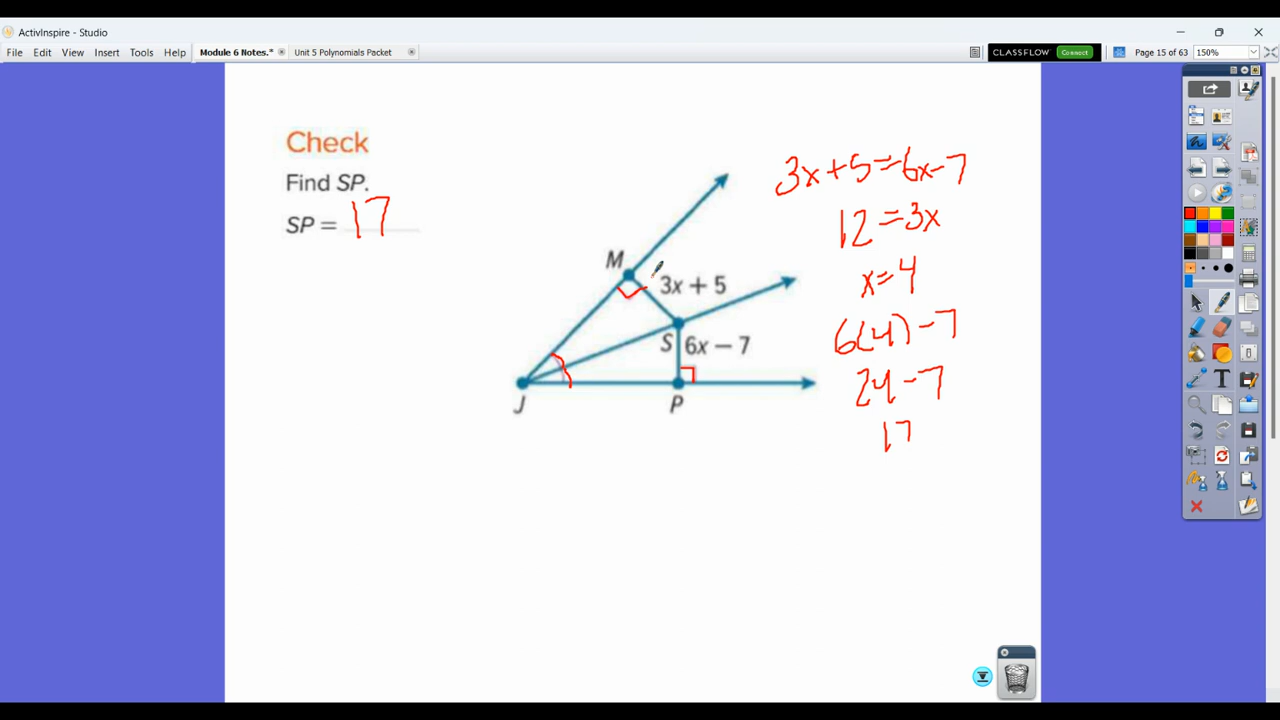 ActivInspire - Studio
File Edit View Insert Tools Help
Module 6 Notes.*
Unit 5 Polynomials Packet
CLASSFLOW Connect
Page 15 of 63
150%
Check
Find SP.
SP = 17
M
3x + 5
S
6x − 7
J
P
3x+5=6x-7
12=3x
x=4
6(4)-7
24-7
17